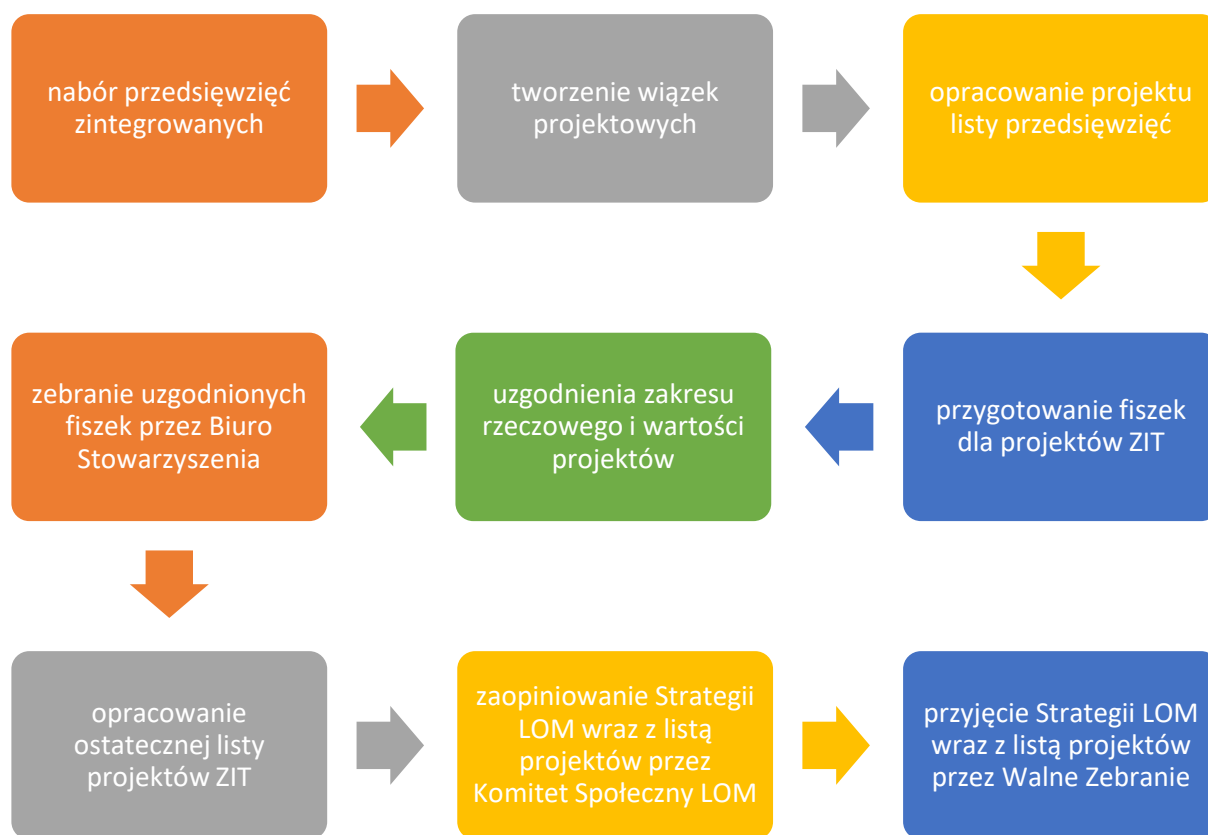 nabór przedsięwzięć
zintegrowanych
tworzenie wiązek
projektowych
opracowanie projektu
listy przedsięwzięć
przygotowanie fiszek
dla projektów ZIT
uzgodnienia zakresu
rzeczowego i wartości
projektów
zebranie uzgodnionych
fiszek przez Biuro
Stowarzyszenia
opracowanie
ostatecznej listy
projektów ZIT
zaopiniowanie Strategii
LOM wraz z listą
projektów przez
Komitet Społeczny LOM
przyjęcie Strategii LOM
wraz z listą projektów
przez Walne Zebranie